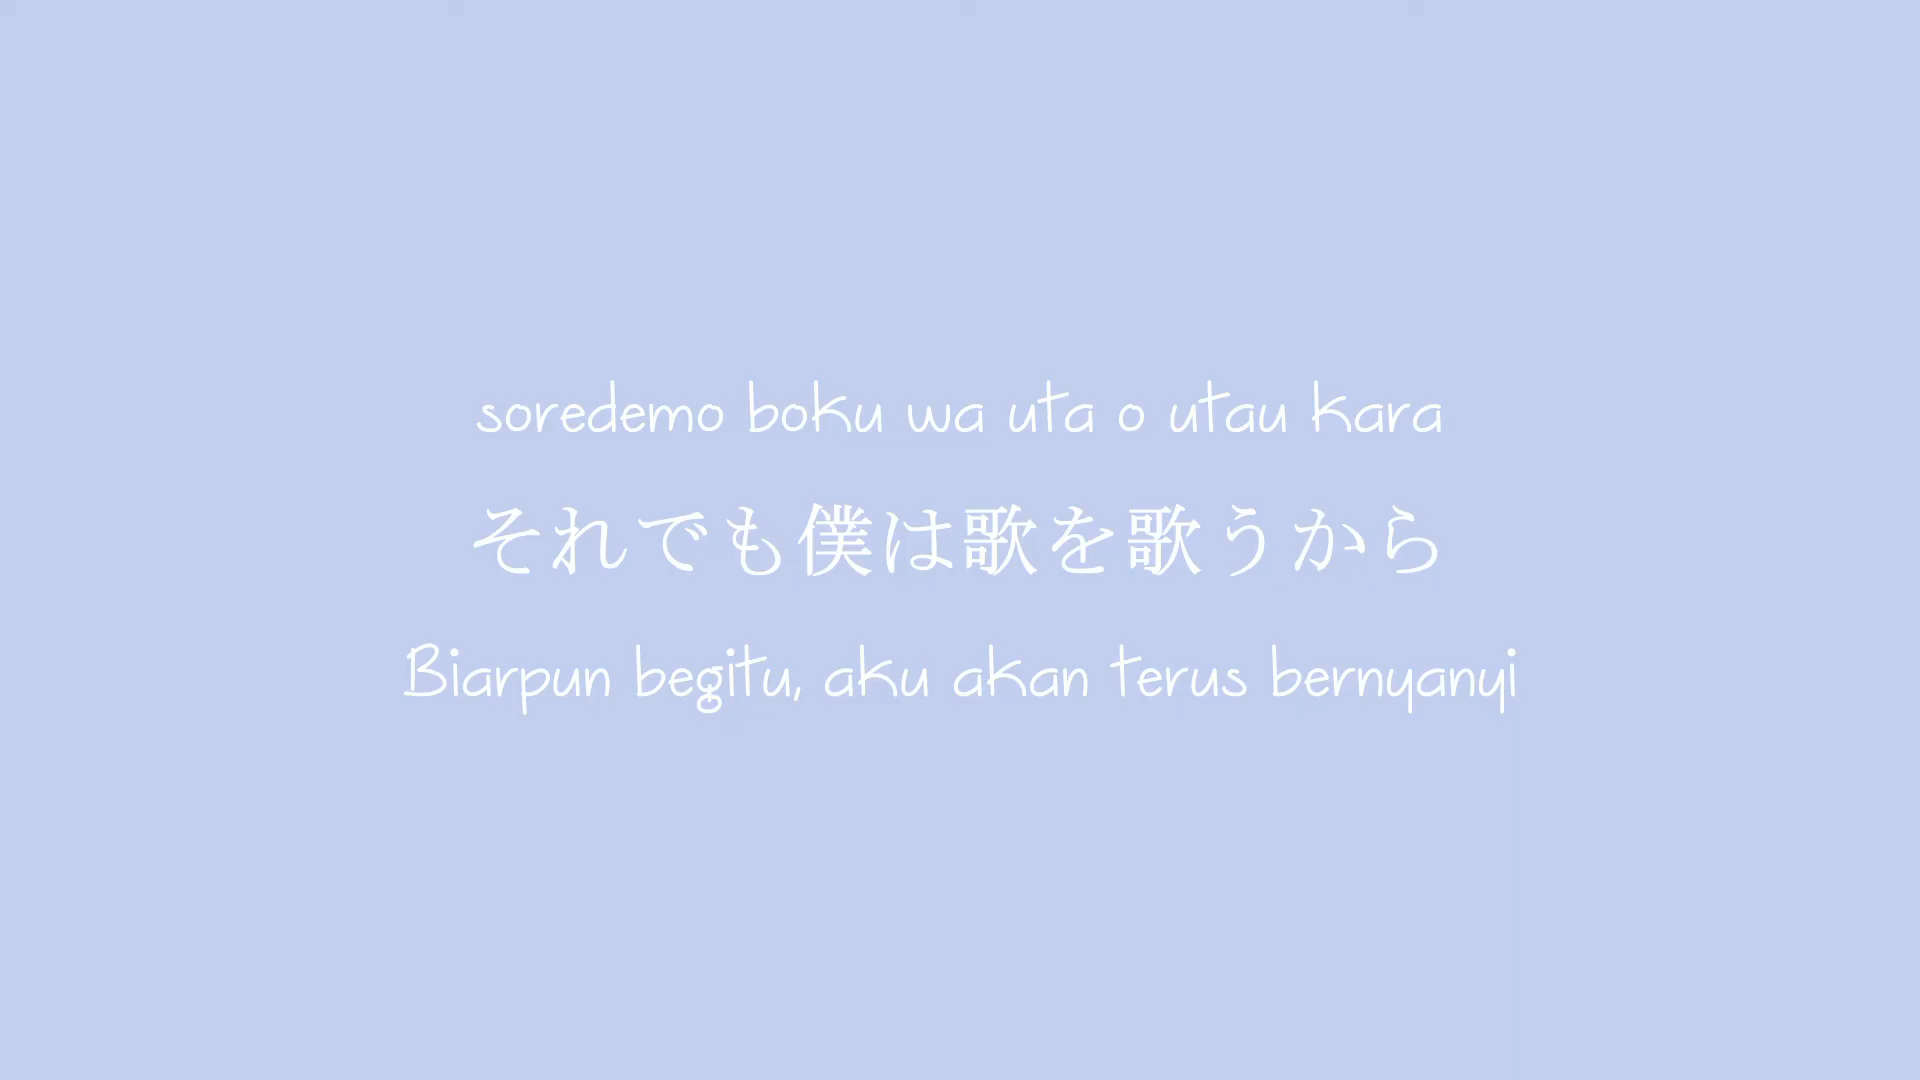 soredemo boku wa uta o utau kara
それでも僕は歌を歌うから
Biarpun begitu, aku akan terus bernyanyi